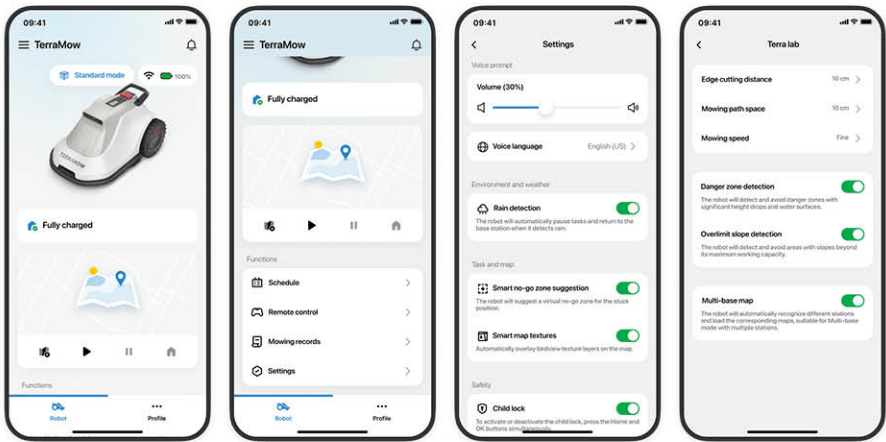 09:41
TerraMow
Standard mode
100%
TERRAMOW
Fully charged
Functions
Robot
Profile
09:41
TerraMow
Fully charged
Functions
Schedule
Remote control
Mowing records
Settings
Robot
Profile
09:41
Settings
Voice prompt
Volume (30%)
Voice language English (US)
Environment and weather
Rain detection
The robot will automatically pause tasks and return to the
base station when it detects rain.
Task and map
Smart no-go zone suggestion
The robot will suggest a virtual no-go zone for the stuck
position.
Smart map textures
Automatically overlay birdview texture layers on the map.
Safety
Child lock
To activate or deactivate the child lock, press the Home and
OK buttons simultaneously.
09:41
Terra lab
Edge cutting distance 10 cm
Mowing path space 10 cm
Mowing speed Fine
Danger zone detection
The robot will detect and avoid danger zones with
significant height drops and water surfaces.
Overlimit slope detection
The robot will detect and avoid areas with slopes beyond
its maximum working capacity.
Multi-base map
The robot will automatically recognize different stations
and load the corresponding maps, suitable for Multi-base
mode with multiple stations.